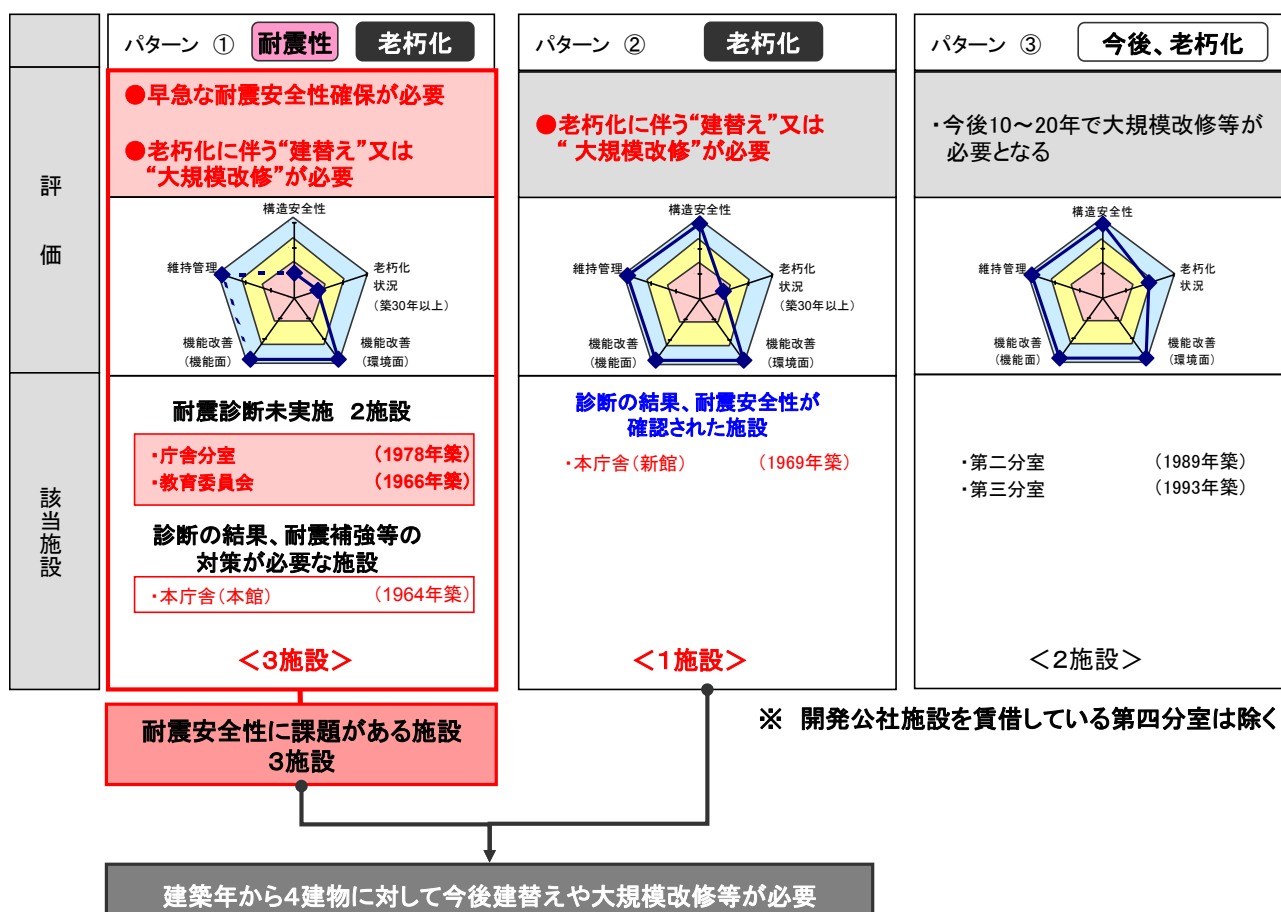 パターン ① 耐震性 老朽化
パターン ② 老朽化
パターン ③ 今後、老朽化
評価
●早急な耐震安全性確保が必要
●老朽化に伴う“建替え”又は
“大規模改修”が必要
●老朽化に伴う“建替え”又は
“ 大規模改修”が必要
・今後10～20年で大規模改修等が
必要となる
構造安全性
維持管理
老朽化
状況
（築30年以上）
機能改善
（機能面）
機能改善
（環境面）
構造安全性
維持管理
老朽化
状況
（築30年以上）
機能改善
（機能面）
機能改善
（環境面）
構造安全性
維持管理
老朽化
状況
機能改善
（機能面）
機能改善
（環境面）
該当施設
耐震診断未実施 2施設
・庁舎分室 （1978年築）
・教育委員会 （1966年築）
診断の結果、耐震補強等の
対策が必要な施設
・本庁舎（本館） （1964年築）
＜3施設＞
診断の結果、耐震安全性が
確認された施設
・本庁舎（新館） （1969年築）
＜1施設＞
・第二分室 （1989年築）
・第三分室 （1993年築）
＜2施設＞
耐震安全性に課題がある施設
3施設
※ 開発公社施設を賃借している第四分室は除く
建築年から4建物に対して今後建替えや大規模改修等が必要